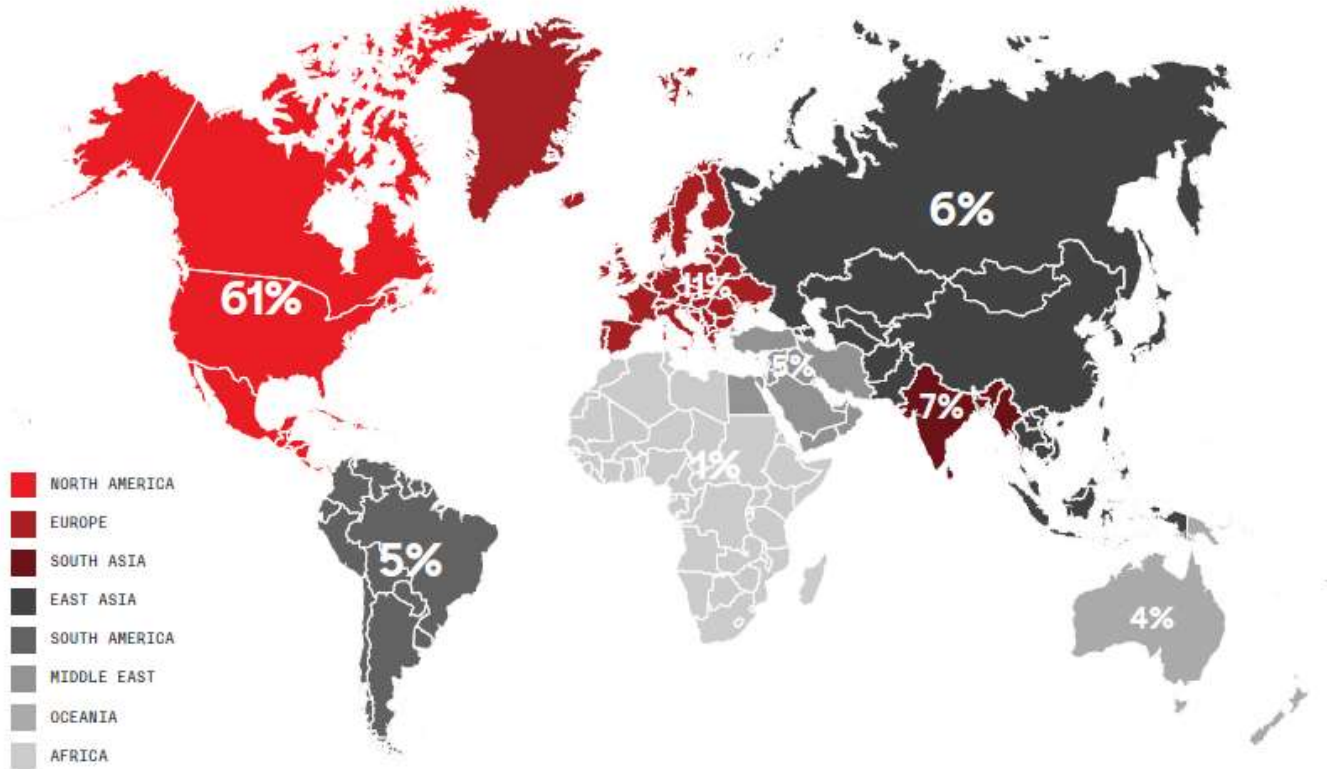 6%
61%
11%
5%
7%
1%
5%
4%
NORTH AMERICA
EUROPE
SOUTH ASIA
EAST ASIA
SOUTH AMERICA
MIDDLE EAST
OCEANIA
AFRICA